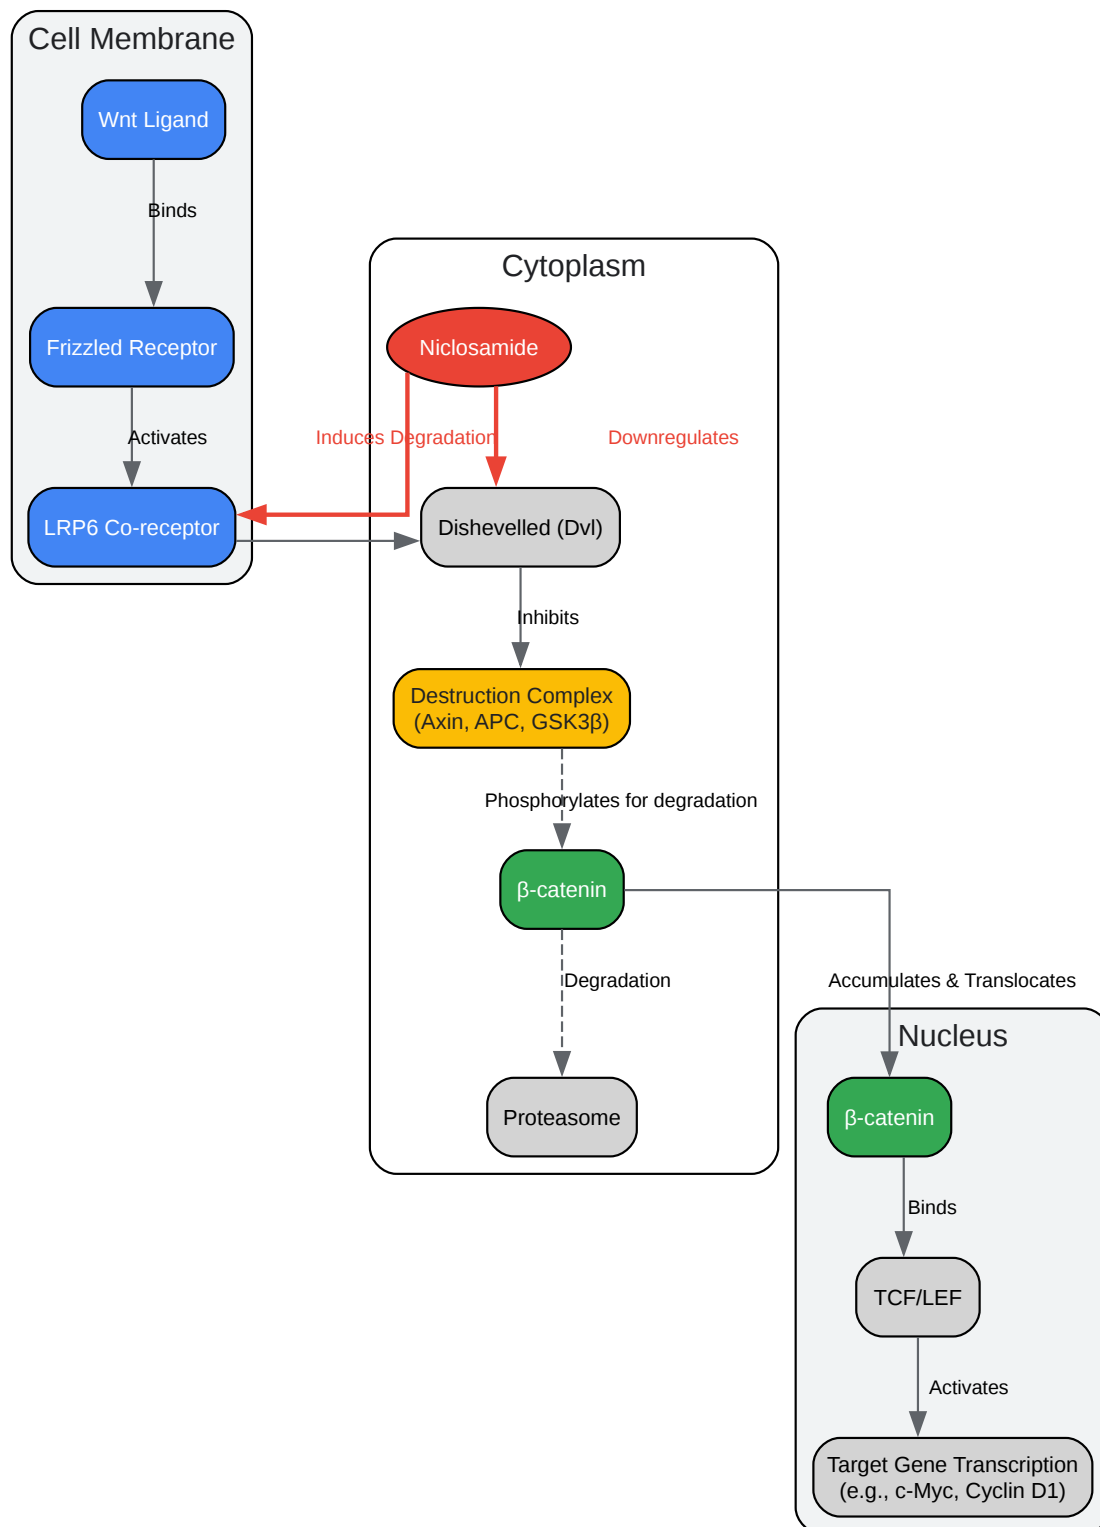 Cell Membrane
Wnt Ligand
Binds
Frizzled Receptor
Activates
LRP6 Co-receptor
Cytoplasm
Niclosamide
Induces Degradation
Downregulates
Dishevelled (Dvl)
Inhibits
Destruction Complex
(Axin, APC, GSK3β)
Phosphorylates for degradation
β-catenin
Degradation
Proteasome
Accumulates & Translocates
Nucleus
β-catenin
Binds
TCF/LEF
Activates
Target Gene Transcription
(e.g., c-Myc, Cyclin D1)